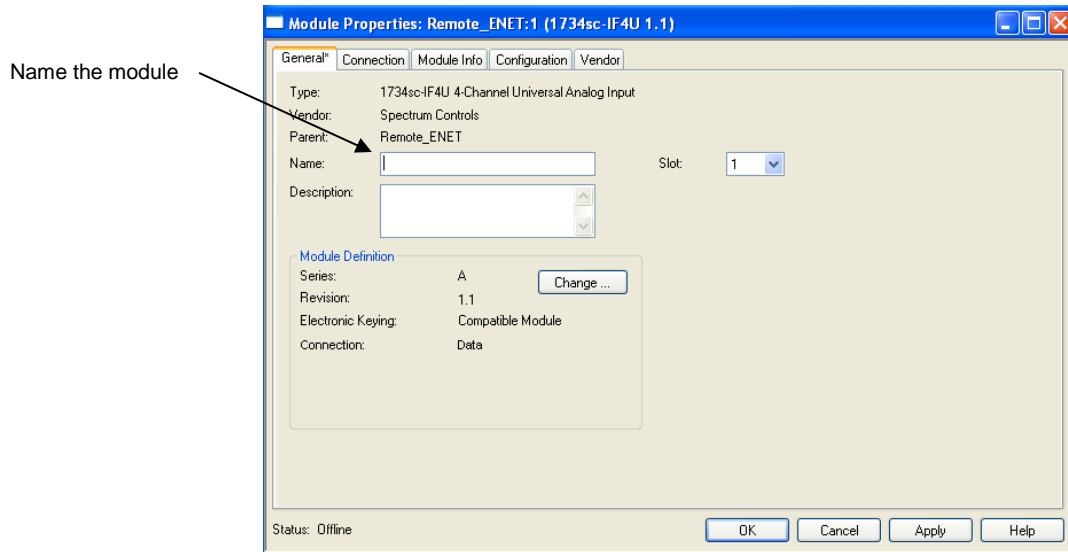 Name the module
Module Properties: Remote_ENET:1 (1734sc-IF4U 1.1)
General* Connection Module Info Configuration Vendor
Type: 1734sc-IF4U 4-Channel Universal Analog Input
Vendor: Spectrum Controls
Parent: Remote_ENET
Name: Slot: 1
Description:
Module Definition
Series: A Change ...
Revision: 1.1
Electronic Keying: Compatible Module
Connection: Data
Status: Offline OK Cancel Apply Help